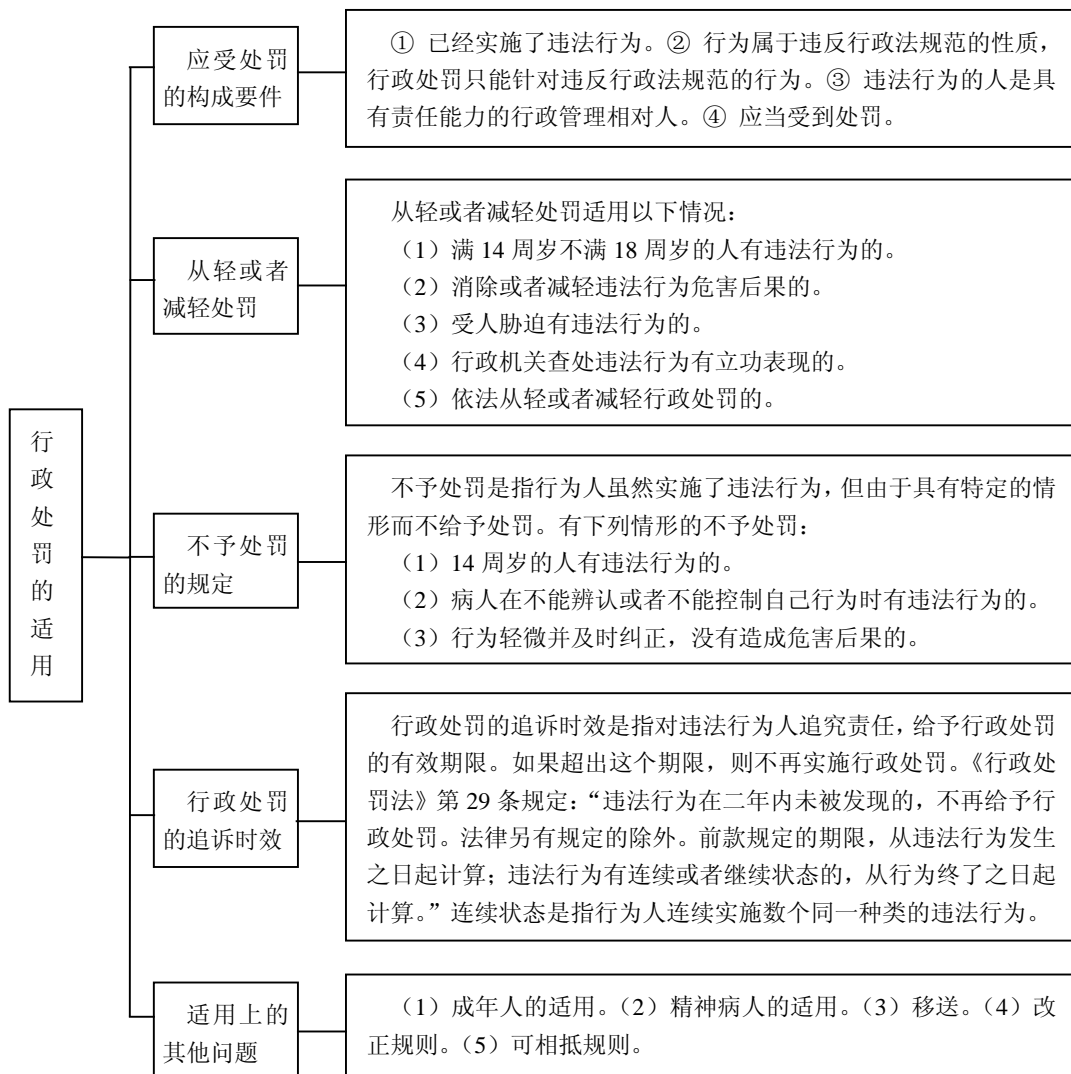 行
政
处
罚
的
适
用
应受处罚
的构成要件
① 已经实施了违法行为。② 行为属于违反行政法规范的性质，
行政处罚只能针对违反行政法规范的行为。③ 违法行为的人是具
有责任能力的行政管理相对人。④ 应当受到处罚。
从轻或者
减轻处罚
从轻或者减轻处罚适用以下情况：
（1）满 14 周岁不满 18 周岁的人有违法行为的。
（2）消除或者减轻违法行为危害后果的。
（3）受人胁迫有违法行为的。
（4）行政机关查处违法行为有立功表现的。
（5）依法从轻或者减轻行政处罚的。
不予处罚
的规定
不予处罚是指行为人虽然实施了违法行为，但由于具有特定的情
形而不给予处罚。有下列情形的不予处罚：
（1）14 周岁的人有违法行为的。
（2）病人在不能辨认或者不能控制自己行为时有违法行为的。
（3）行为轻微并及时纠正，没有造成危害后果的。
行政处罚
的追诉时效
行政处罚的追诉时效是指对违法行为人追究责任，给予行政处罚
的有效期限。如果超出这个期限，则不再实施行政处罚。《行政处
罚法》第 29 条规定：“违法行为在二年内未被发现的，不再给予行
政处罚。法律另有规定的除外。前款规定的期限，从违法行为发生
之日起计算；违法行为有连续或者继续状态的，从行为终了之日起
计算。”连续状态是指行为人连续实施数个同一种类的违法行为。
适用上的
其他问题
（1）成年人的适用。（2）精神病人的适用。（3）移送。（4）改
正规则。（5）可相抵规则。